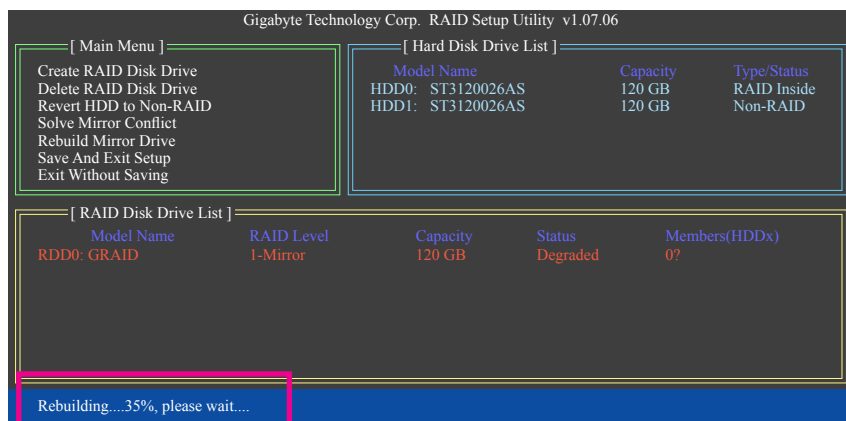 Gigabyte Technology Corp. RAID Setup Utility v1.07.06
[ Main Menu ]
Create RAID Disk Drive
Delete RAID Disk Drive
Revert HDD to Non-RAID
Solve Mirror Conflict
Rebuild Mirror Drive
Save And Exit Setup
Exit Without Saving
[ Hard Disk Drive List ]
Model Name Capacity Type/Status
HDD0: ST3120026AS 120 GB RAID Inside
HDD1: ST3120026AS 120 GB Non-RAID
[ RAID Disk Drive List ]
Model Name RAID Level Capacity Status Members(HDDx)
RDD0: GRAID 1-Mirror 120 GB Degraded 0?
Rebuilding....35%, please wait....